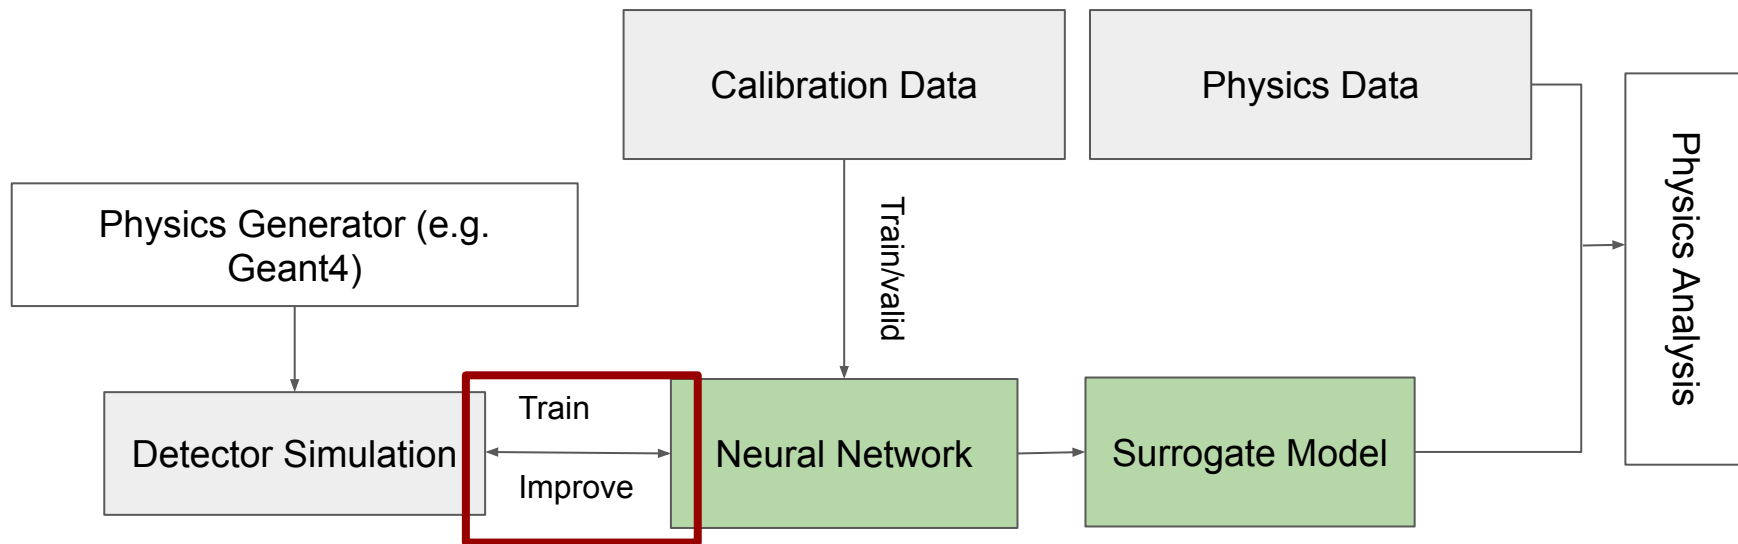 Calibration Data
Physics Data
Physics Generator (e.g.
Geant4)
Train/valid
Physics Analysis
Detector Simulation
Train
Improve
Neural Network
Surrogate Model